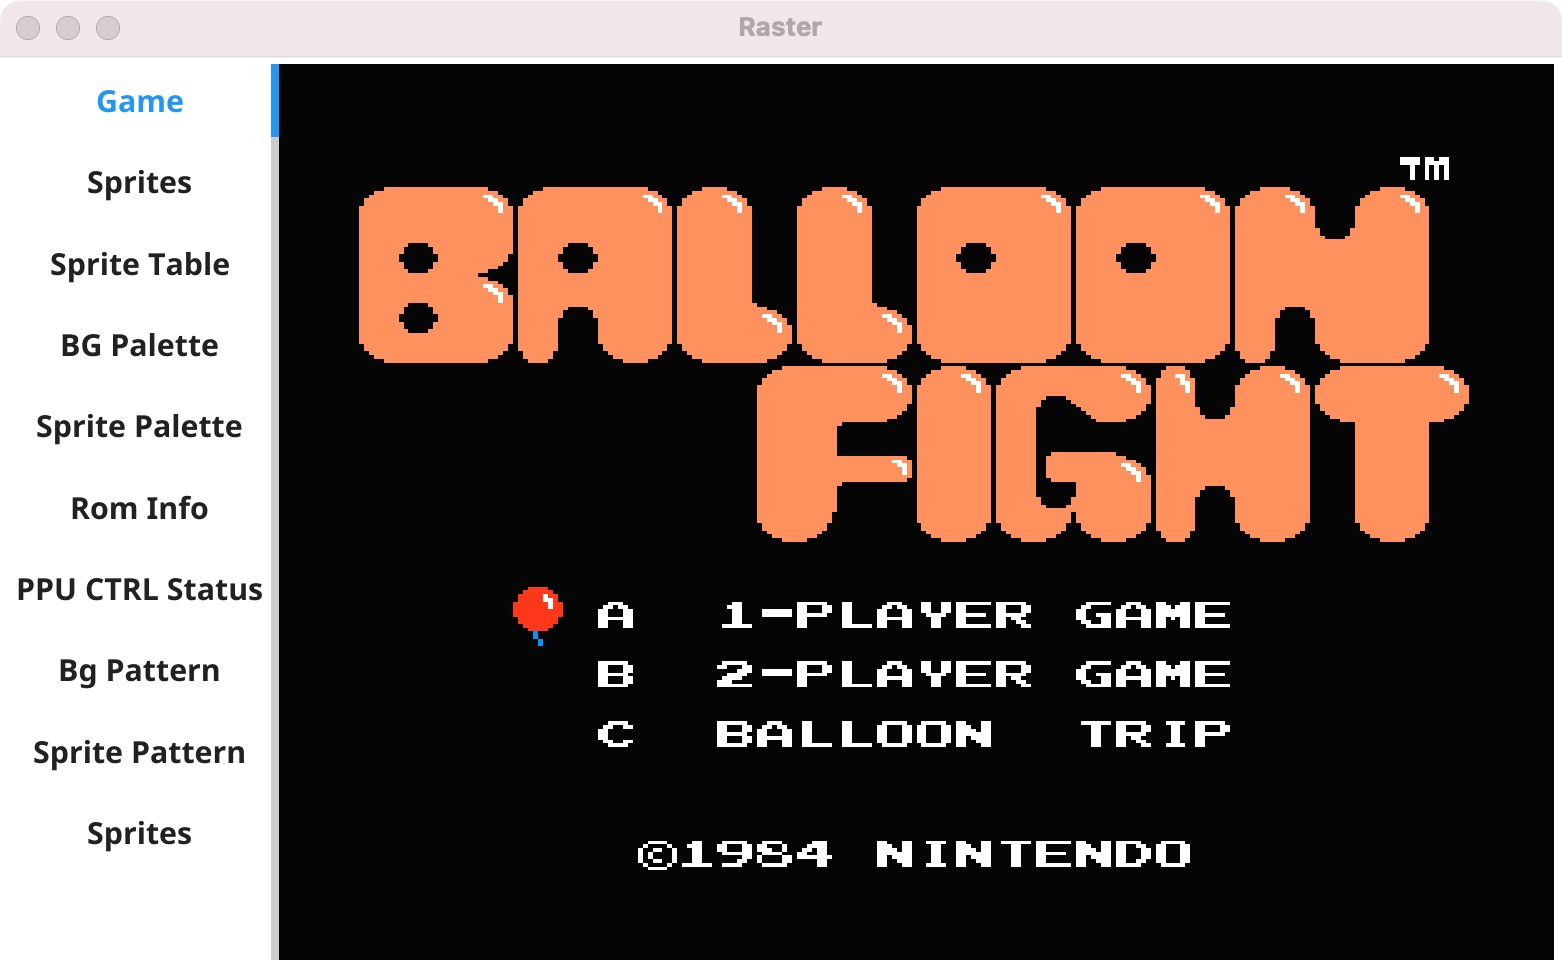 Raster
Game
Sprites
Sprite Table
BG Palette
Sprite Palette
Rom Info
PPU CTRL Status
Bg Pattern
Sprite Pattern
Sprites
TM
BALLOON
FIGHT
A 1-PLAYER GAME
B 2-PLAYER GAME
C BALLOON TRIP
©1984 NINTENDO